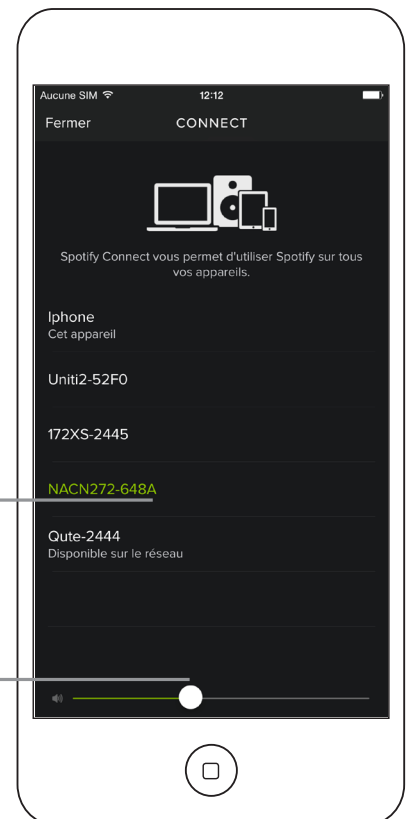 Aucune SIM 12:12
Fermer CONNECT
Spotify Connect vous permet d'utiliser Spotify sur tous
vos appareils.
Iphone
Cet appareil
Uniti2-52F0
172XS-2445
NACN272-648A
Qute-2444
Disponible sur le réseau